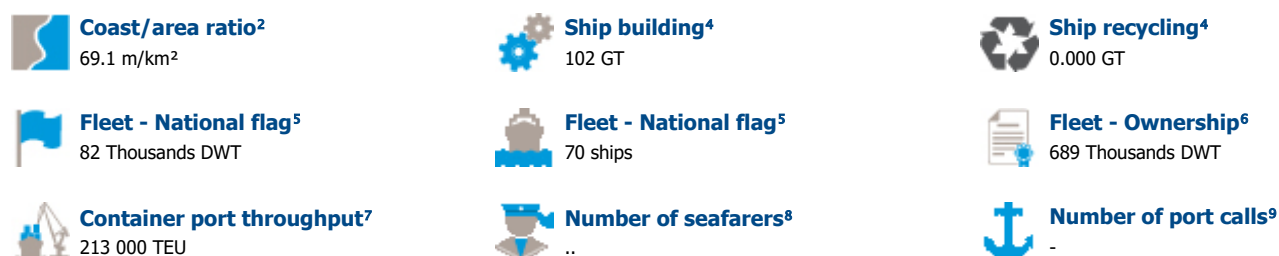 Coast/area ratio²
69.1 m/km²
Ship building⁴
102 GT
Ship recycling⁴
0.000 GT
Fleet - National flag⁵
82 Thousands DWT
Fleet - National flag⁵
70 ships
Fleet - Ownership⁶
689 Thousands DWT
Container port throughput⁷
213 000 TEU
Number of seafarers⁸
..
Number of port calls⁹
-